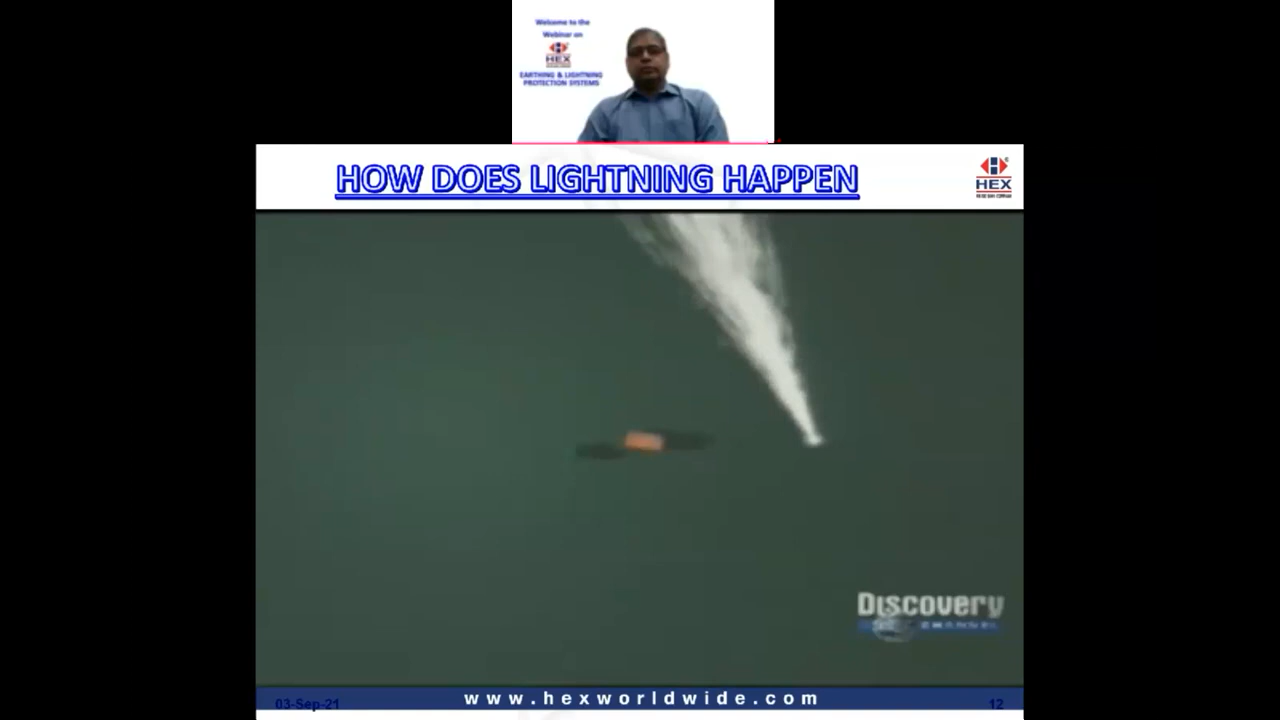 Welcome to the
Webinar on
HEX
EARTHING & LIGHTNING
PROTECTION SYSTEMS
HOW DOES LIGHTNING HAPPEN
HEX
Discovery
CHANNEL
03-Sep-21
www.hexworldwide.com
12